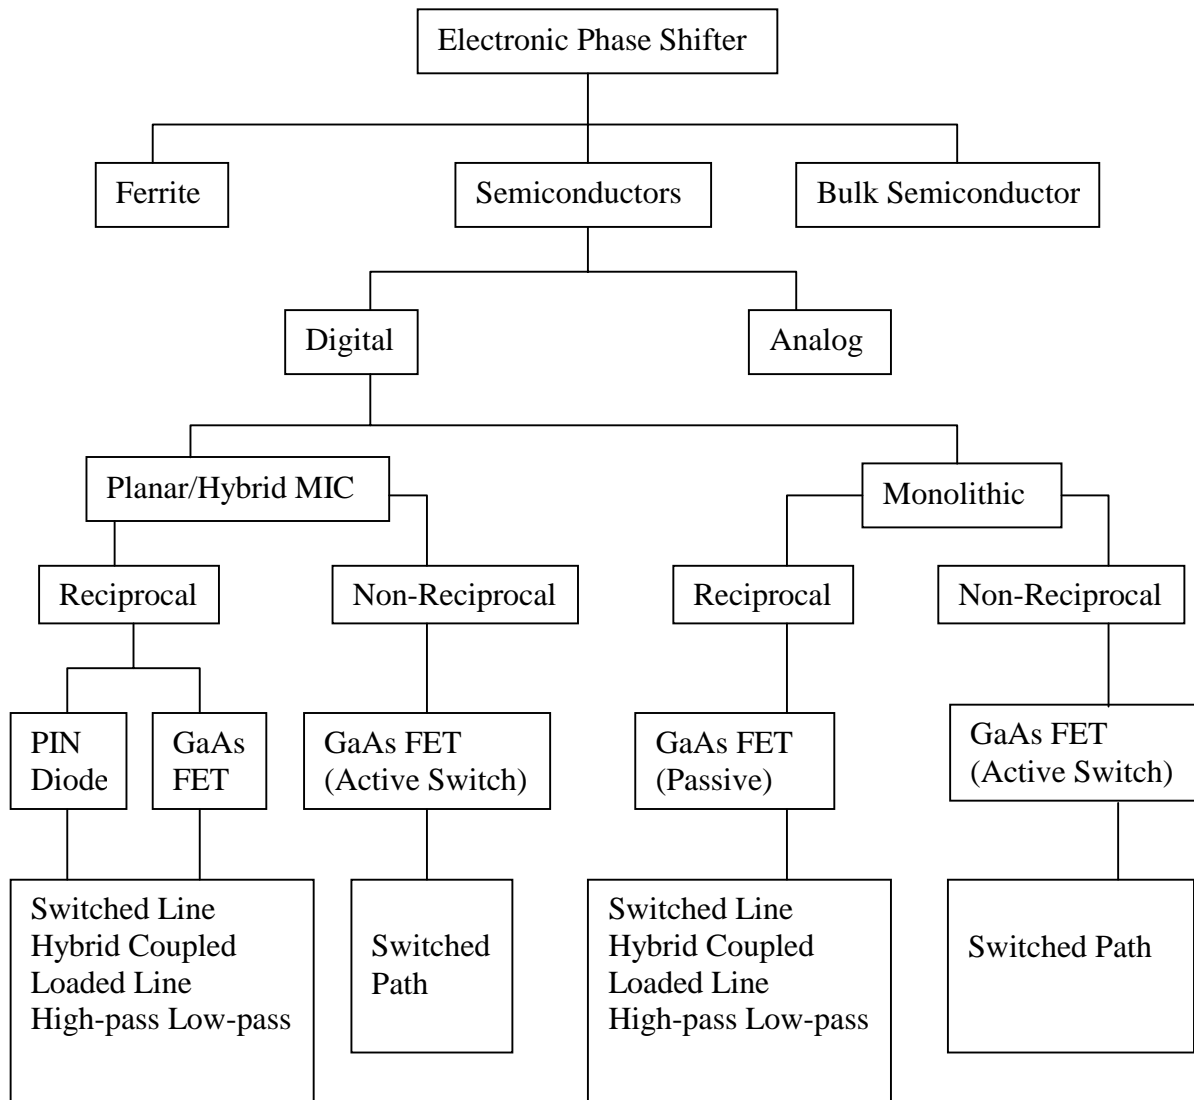 Electronic Phase Shifter
Ferrite
Semiconductors
Bulk Semiconductor
Digital
Analog
Planar/Hybrid MIC
Monolithic
Reciprocal
Non-Reciprocal
Reciprocal
Non-Reciprocal
PIN
Diode
GaAs
FET
GaAs FET
(Active Switch)
GaAs FET
(Passive)
GaAs FET
(Active Switch)
Switched Line
Hybrid Coupled
Loaded Line
High-pass Low-pass
Switched
Path
Switched Line
Hybrid Coupled
Loaded Line
High-pass Low-pass
Switched Path